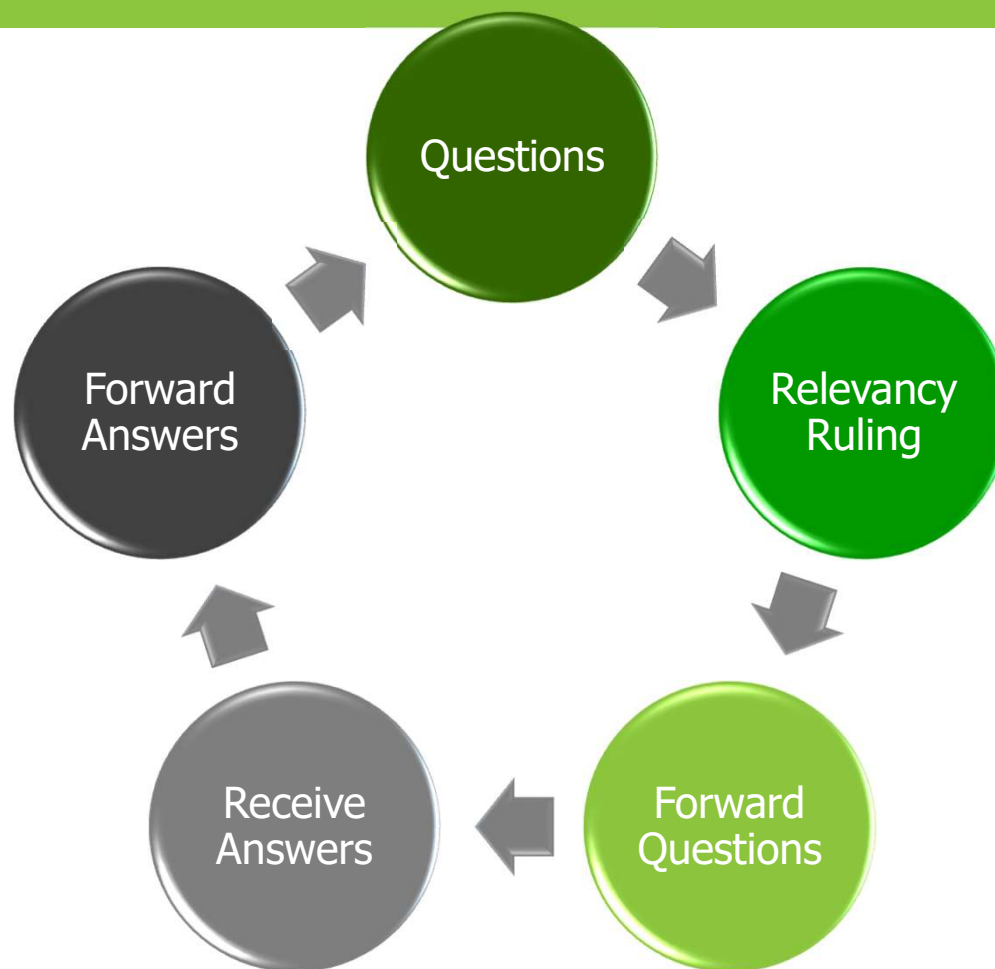 Questions
Relevancy
Ruling
Forward
Questions
Receive
Answers
Forward
Answers